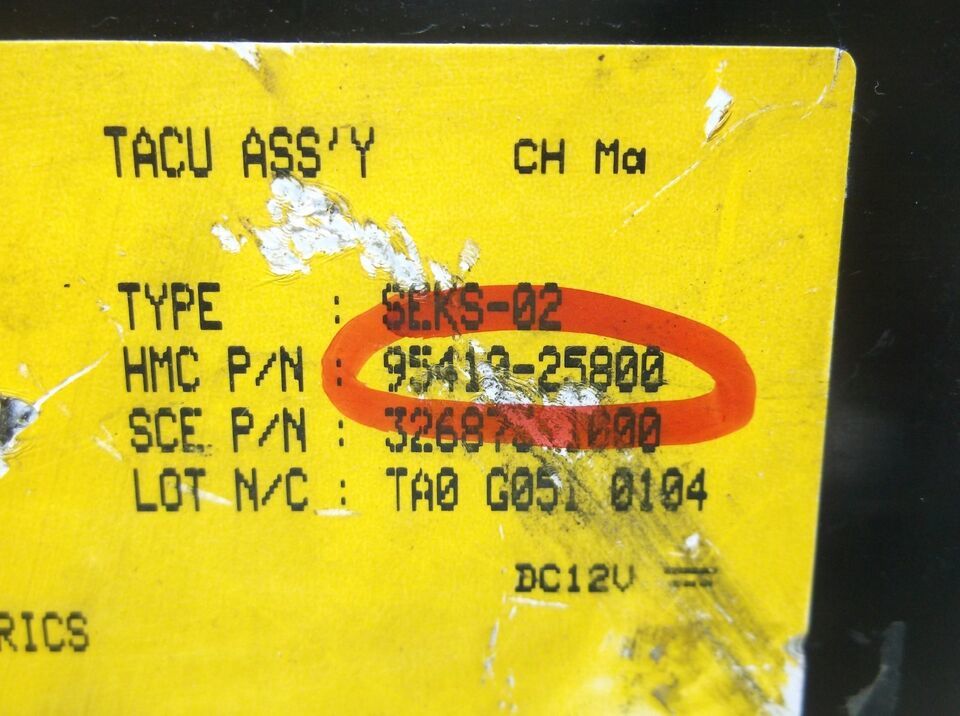 TACU ASS'Y CH Ma
TYPE : SEKS-02
HMC P/N : 95410-25800
SCE P/N :
LOT N/C : TA0 G051 0104
DC12V
RICS